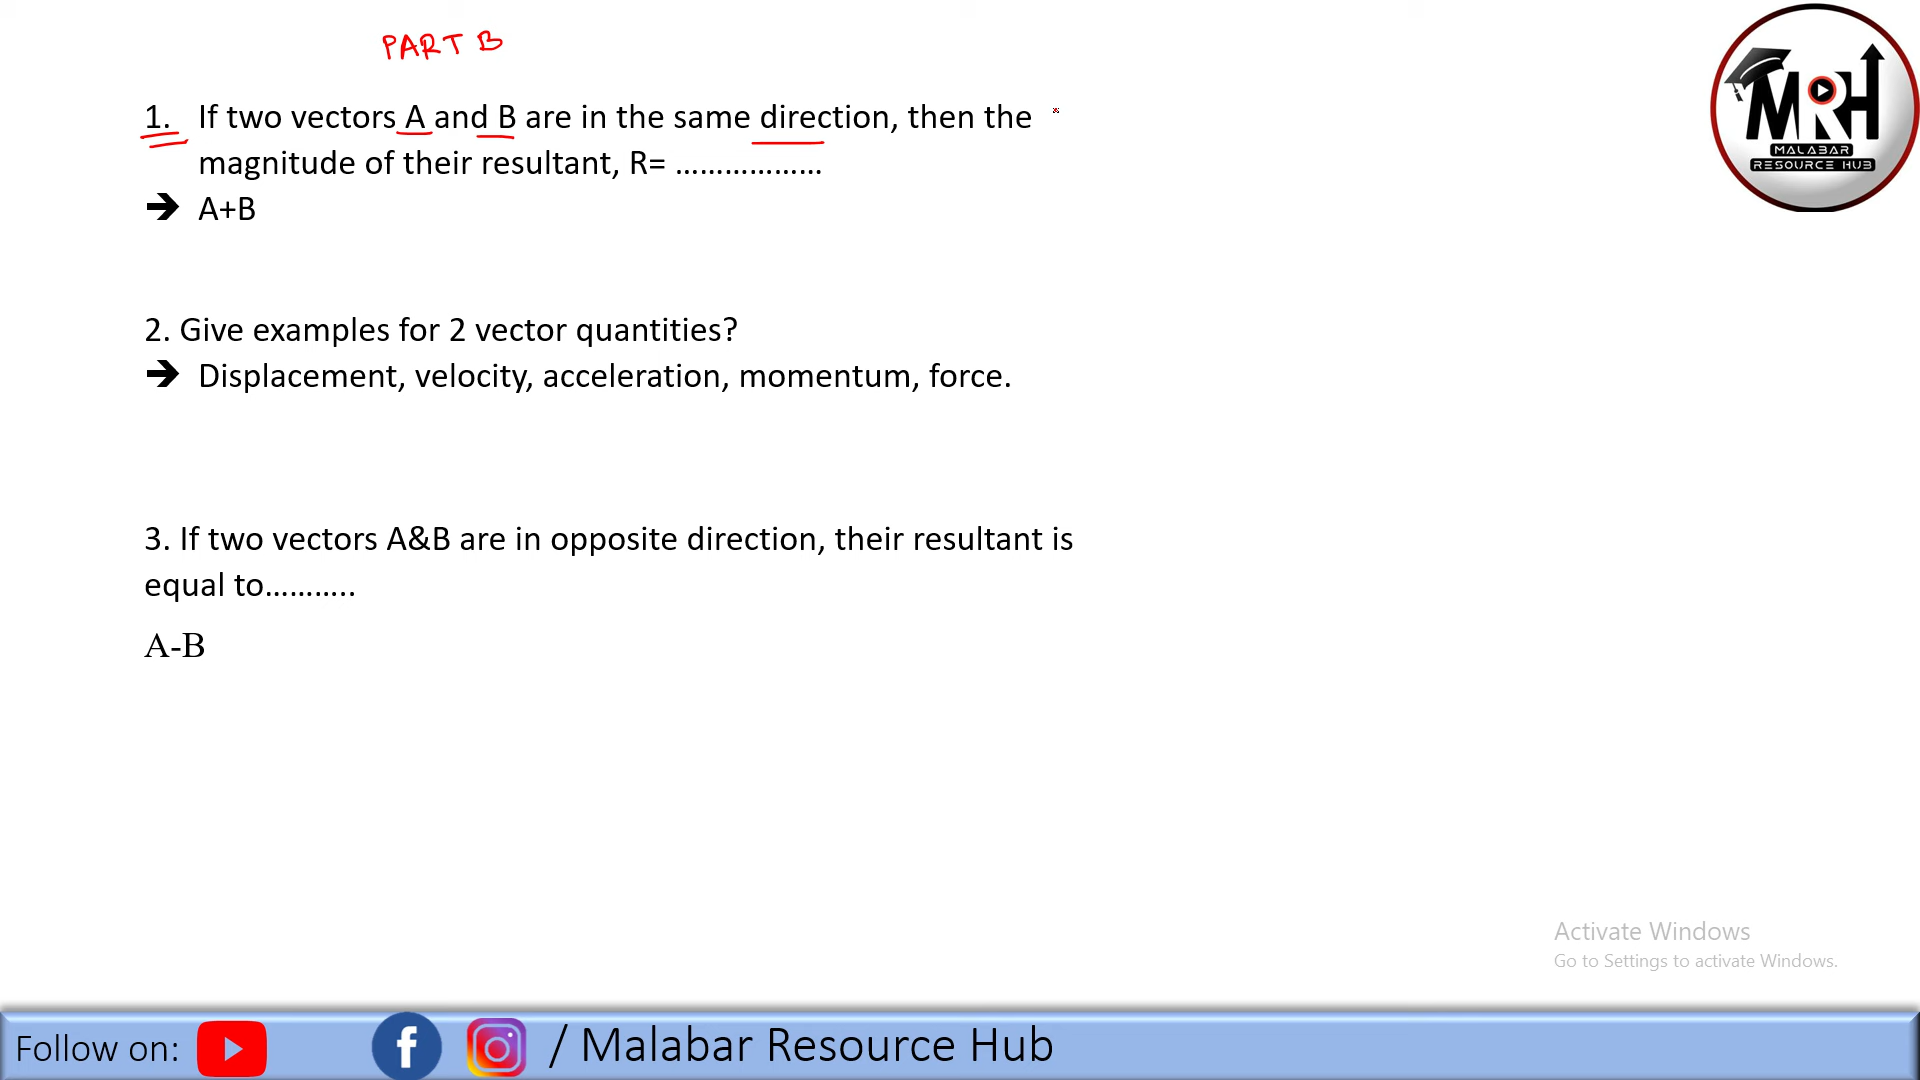 PART B
1. If two vectors A and B are in the same direction, then the
magnitude of their resultant, R= ..................
➔ A+B
2. Give examples for 2 vector quantities?
➔ Displacement, velocity, acceleration, momentum, force.
3. If two vectors A&B are in opposite direction, their resultant is
equal to...........
A-B
MRH
MALABAR
RESOURCE HUB
Activate Windows
Go to Settings to activate Windows.
Follow on: / Malabar Resource Hub